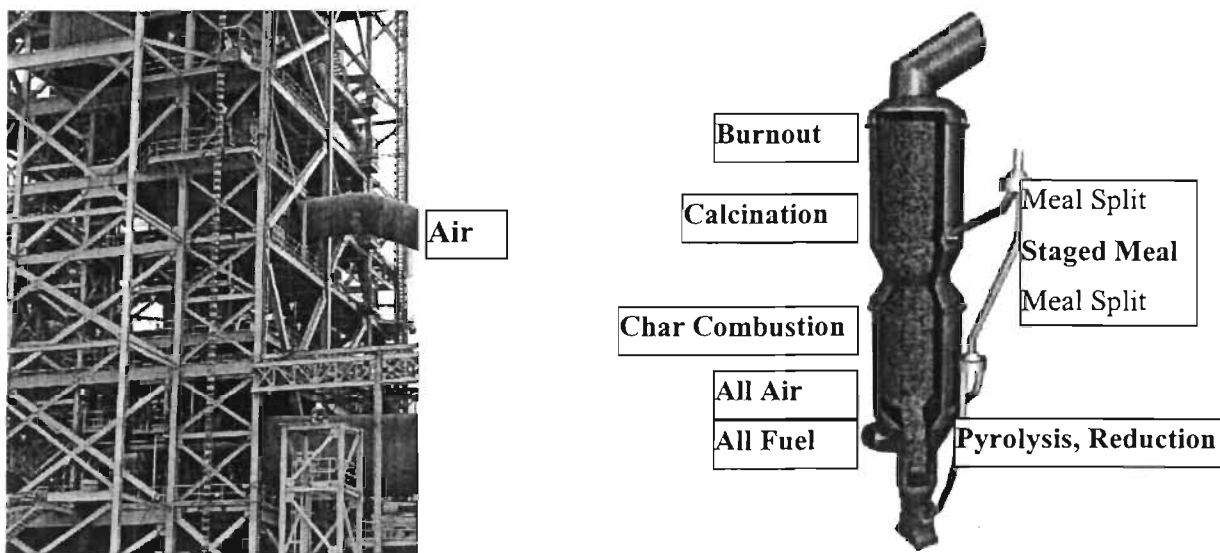 Air
Burnout
Calcination
Char Combustion
All Air
All Fuel
Meal Split
Staged Meal
Meal Split
Pyrolysis, Reduction